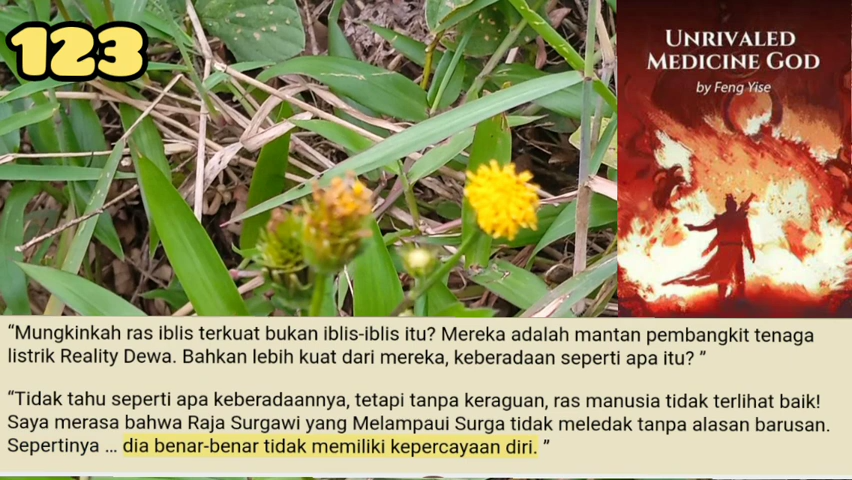 123
UNRIVALED
MEDICINE GOD
by Feng Yise
“Mungkinkah ras iblis terkuat bukan iblis-iblis itu? Mereka adalah mantan pembangkit tenaga
listrik Reality Dewa. Bahkan lebih kuat dari mereka, keberadaan seperti apa itu? ”
“Tidak tahu seperti apa keberadaannya, tetapi tanpa keraguan, ras manusia tidak terlihat baik!
Saya merasa bahwa Raja Surgawi yang Melampaui Surga tidak meledak tanpa alasan barusan.
Sepertinya ... dia benar-benar tidak memiliki kepercayaan diri. ”